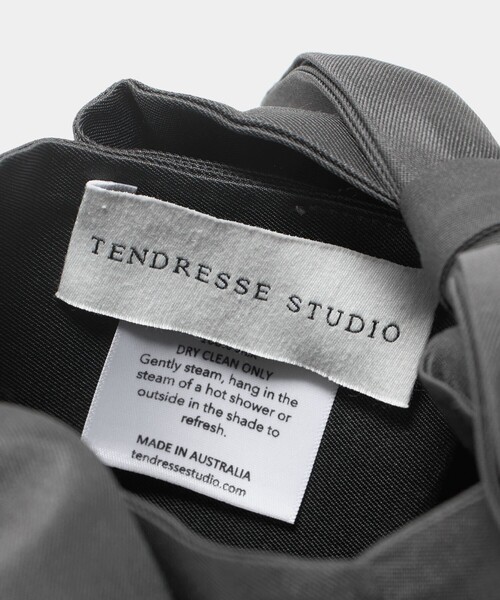 TENDRESSE STUDIO
DRY CLEAN ONLY
Gently steam, hang in the
steam of a hot shower or
outside in the shade to
refresh.
MADE IN AUSTRALIA
tendressestudio.com